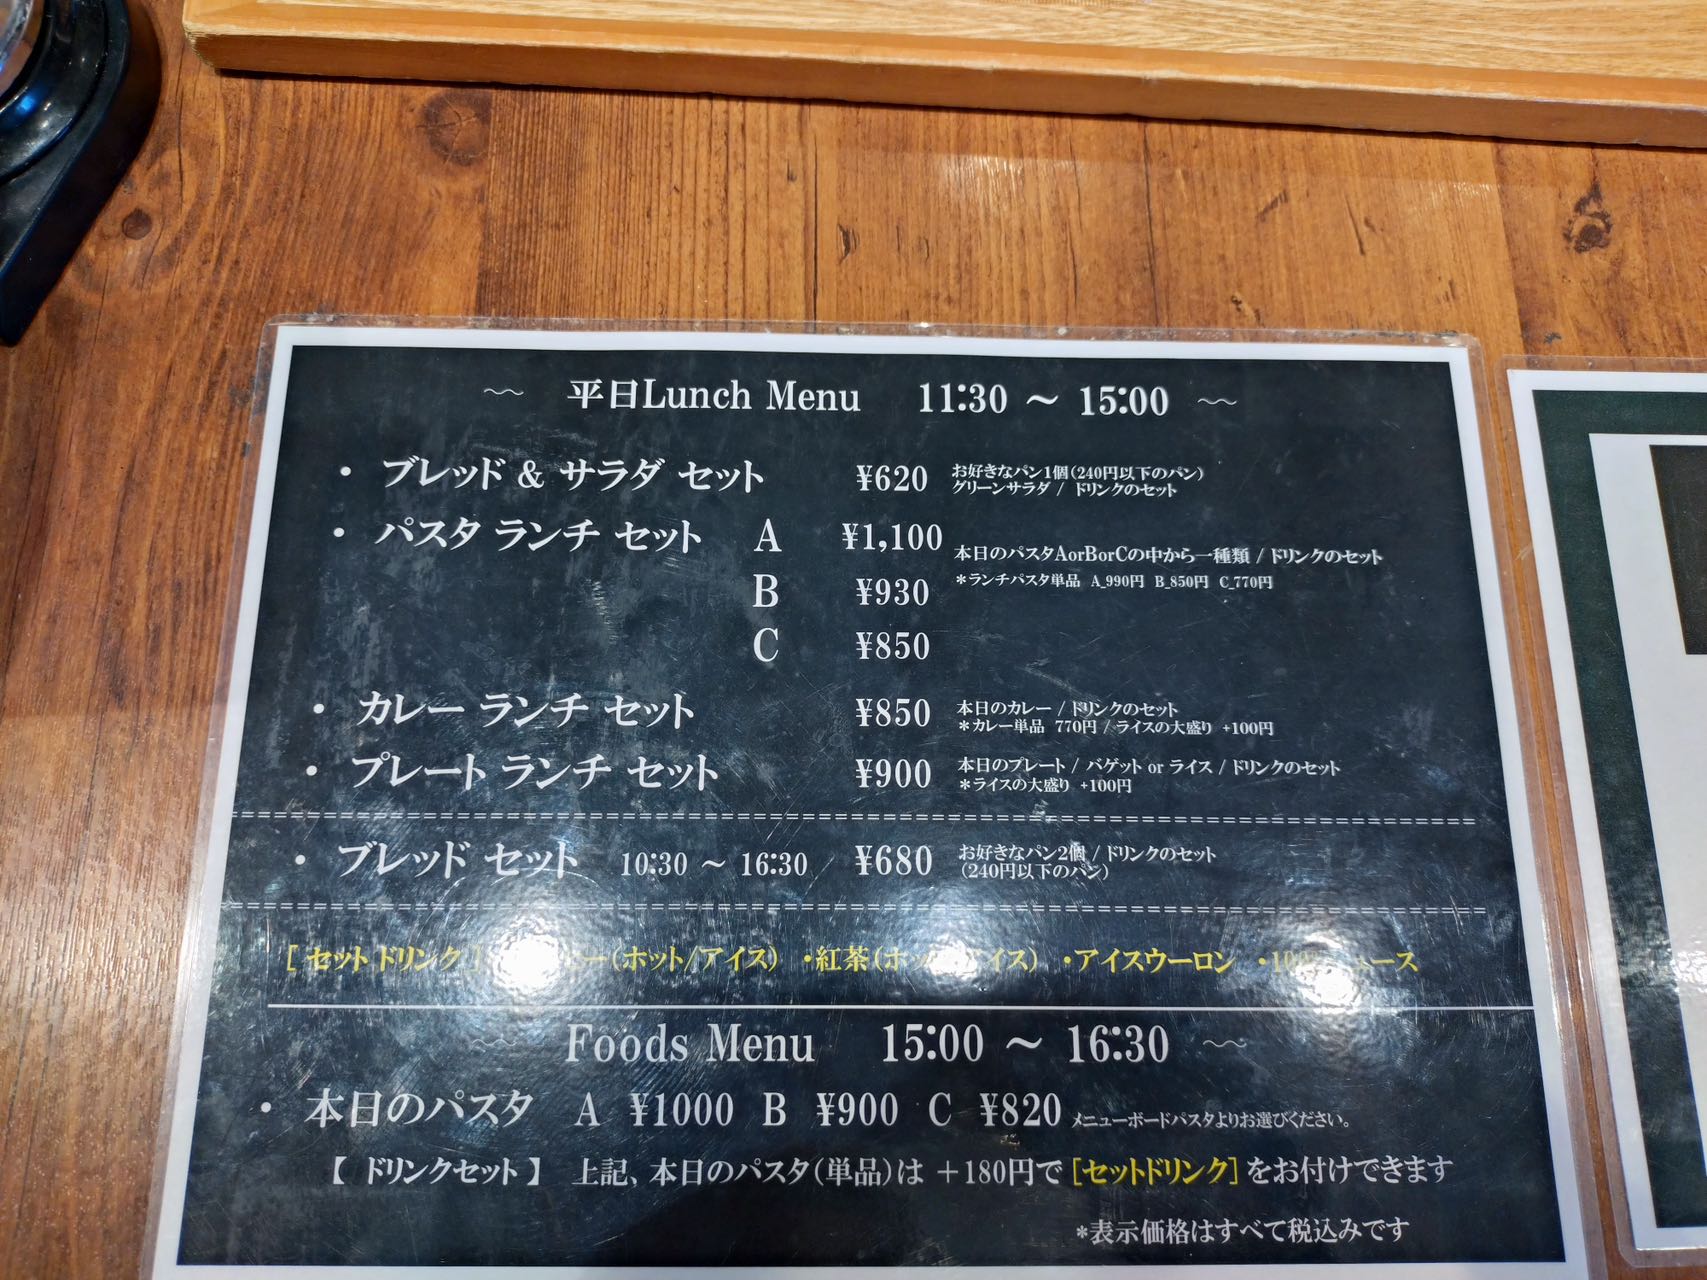 平日Lunch Menu 11:30 ～ 15:00
・ ブレッド & サラダ セット ¥620 お好きなパン1個(240円以下のパン)
グリーンサラダ / ドリンクのセット
・ パスタ ランチ セット A ¥1,100
本日のパスタAorBorCの中から一種類 / ドリンクのセット
*ランチパスタ単品 A_990円 B_850円 C_770円
B ¥930
C ¥850
・ カレー ランチ セット ¥850 本日のカレー / ドリンクのセット
*カレー単品 770円 / ライスの大盛り +100円
・ プレート ランチ セット ¥900 本日のプレート / バゲット or ライス / ドリンクのセット
*ライスの大盛り +100円
・ ブレッド セット 10:30 ～ 16:30 ¥680 お好きなパン2個 / ドリンクのセット
(240円以下のパン)
[ セットドリンク ] (ホット/アイス) ・紅茶(ホット/アイス) ・アイスウーロン
Foods Menu 15:00 ～ 16:30
・ 本日のパスタ A ¥1000 B ¥900 C ¥820 メニューボードパスタよりお選びください。
【 ドリンクセット 】 上記、本日のパスタ(単品)は +180円で [セットドリンク] をお付けできます
*表示価格はすべて税込みです